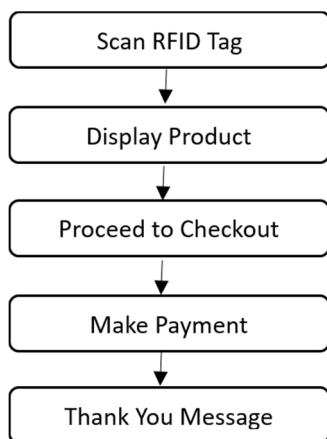 Scan RFID Tag
Display Product
Proceed to Checkout
Make Payment
Thank You Message